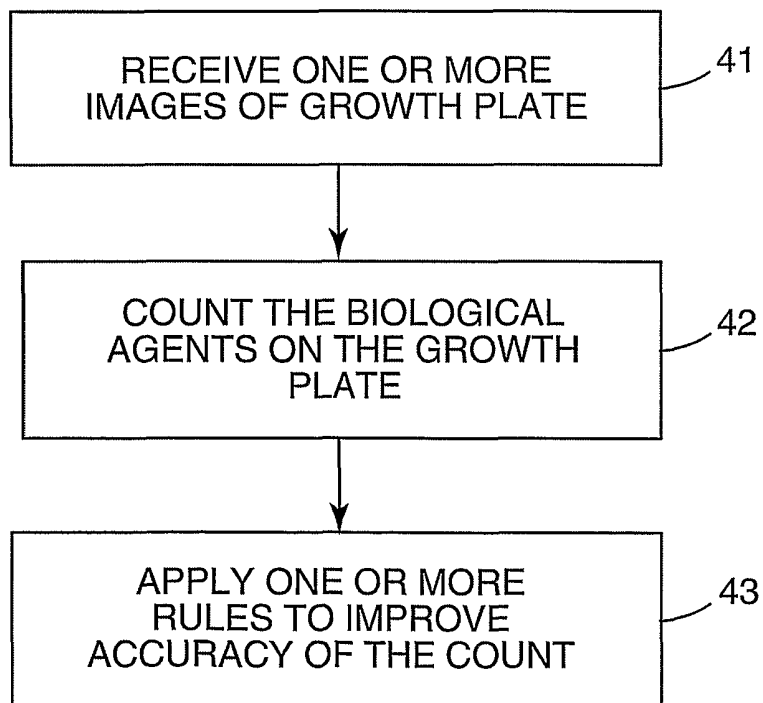 RECEIVE ONE OR MORE
IMAGES OF GROWTH PLATE
41
COUNT THE BIOLOGICAL
AGENTS ON THE GROWTH
PLATE
42
APPLY ONE OR MORE
RULES TO IMPROVE
ACCURACY OF THE COUNT
43